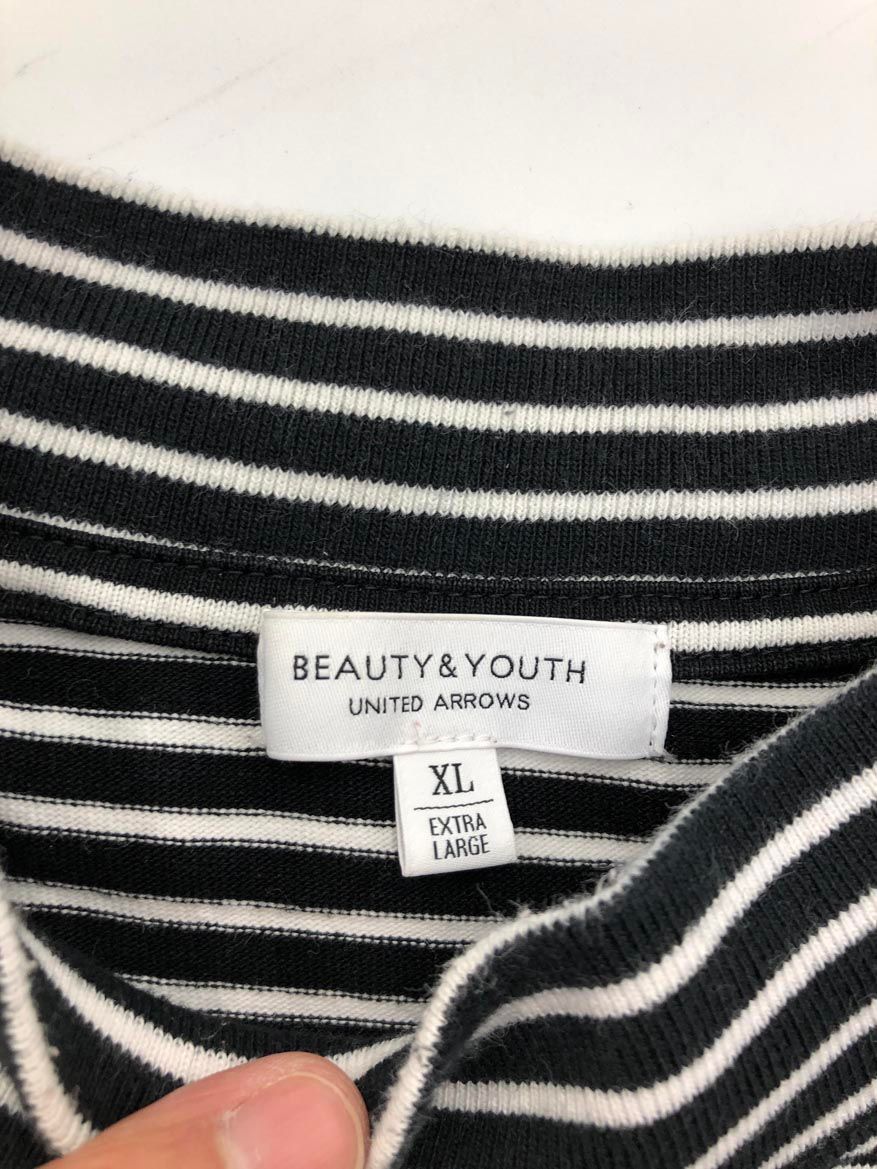 BEAUTY&YOUTH
UNITED ARROWS
XL
EXTRA
LARGE